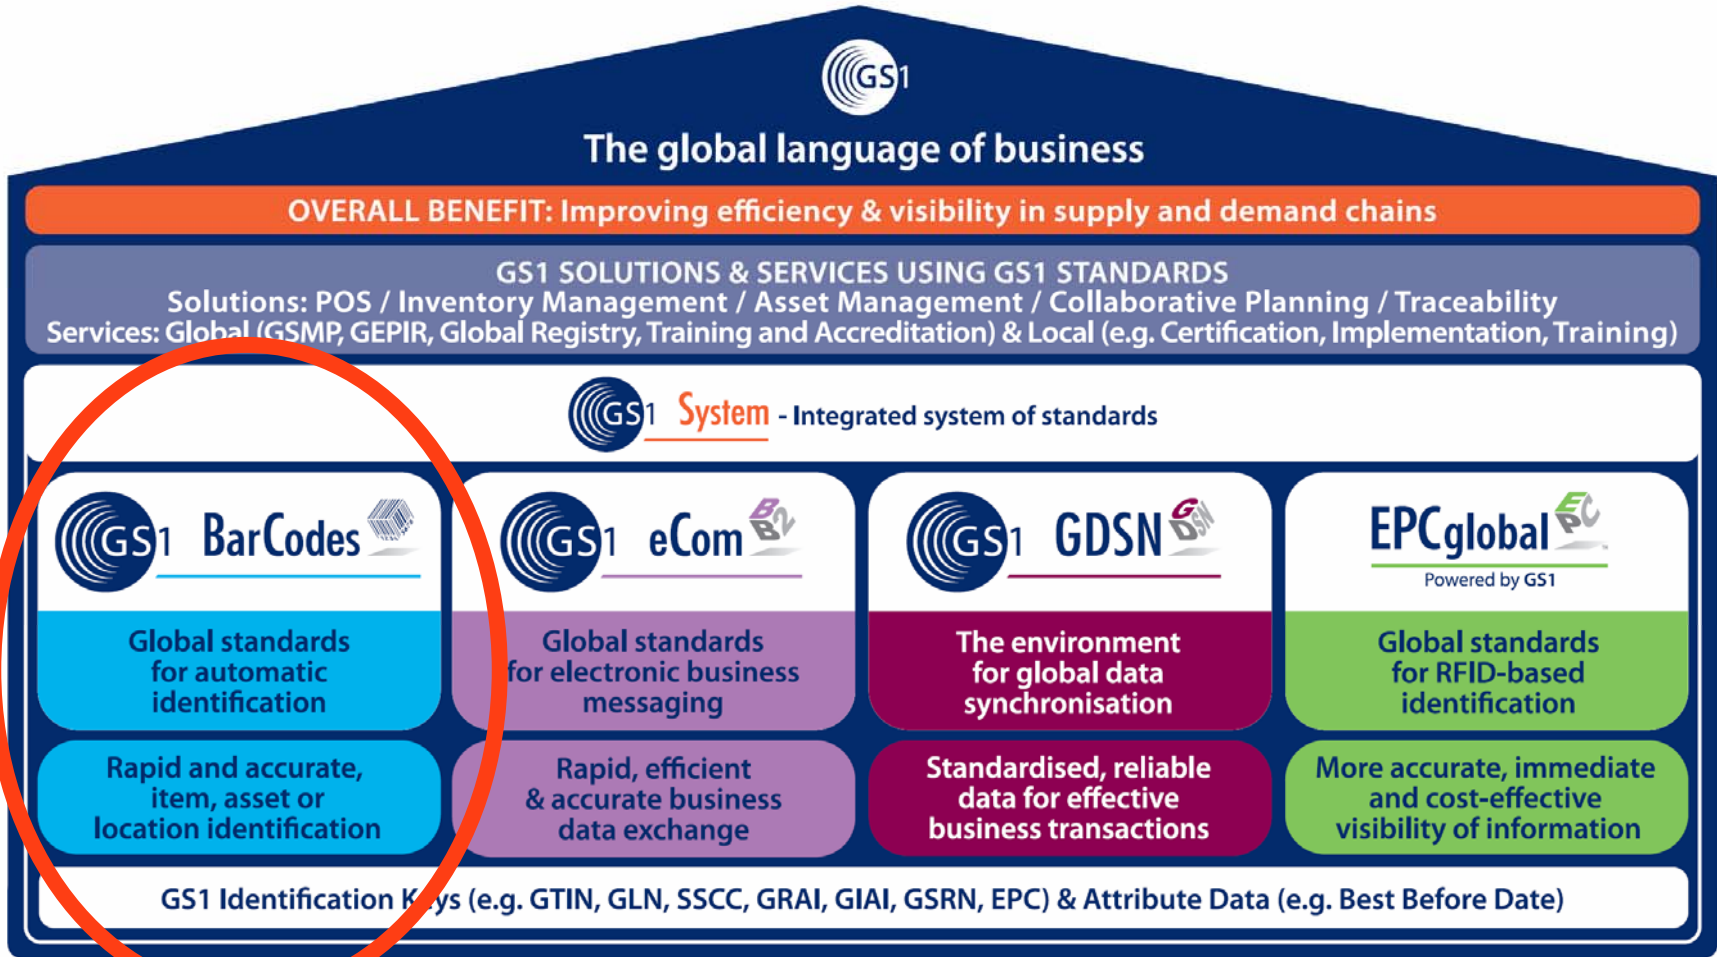 GS1
The global language of business
OVERALL BENEFIT: Improving efficiency & visibility in supply and demand chains
GS1 SOLUTIONS & SERVICES USING GS1 STANDARDS
Solutions: POS / Inventory Management / Asset Management / Collaborative Planning / Traceability
Services: Global (GSMP, GEPIR, Global Registry, Training and Accreditation) & Local (e.g. Certification, Implementation, Training)
GS1 System - Integrated system of standards
GS1 BarCodes
Global standards
for automatic
identification
Rapid and accurate,
item, asset or
location identification
GS1 eCom B2B
Global standards
for electronic business
messaging
Rapid, efficient
& accurate business
data exchange
GS1 GDSN GDSN
The environment
for global data
synchronisation
Standardised, reliable
data for effective
business transactions
EPCglobal EPC
Powered by GS1
Global standards
for RFID-based
identification
More accurate, immediate
and cost-effective
visibility of information
GS1 Identification Keys (e.g. GTIN, GLN, SSCC, GRAI, GIAI, GSRN, EPC) & Attribute Data (e.g. Best Before Date)